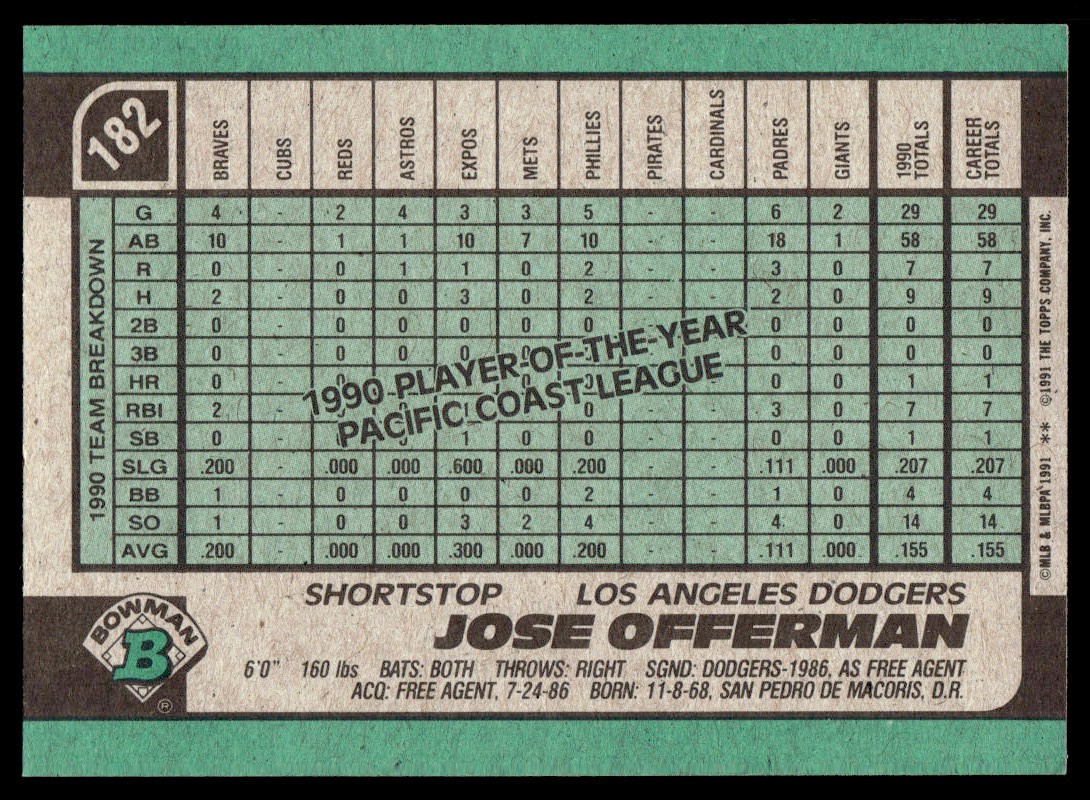 182
BRAVES CUBS REDS ASTROS EXPOS METS PHILLIES PIRATES CARDINALS PADRES GIANTS 1990 TOTALS CAREER TOTALS
1990 TEAM BREAKDOWN
G 4 - 2 4 3 3 5 - - 6 2 29 29
AB 10 - 1 1 10 7 10 - - 18 1 58 58
R 0 - 0 1 1 0 2 - - 3 0 7 7
H 2 - 0 0 3 0 2 - - 2 0 9 9
2B 0 - 0 0 0 0 0 - - 0 0 0 0
3B 0 - 0 0 0 0 0 - - 0 0 0 0
HR 0 - 0 - - 0 0 1 1
RBI 2 - 0 - - 3 0 7 7
SB 0 - 1 0 0 - - 0 0 1 1
SLG .200 - .000 .000 .600 .000 .200 - - .111 .000 .207 .207
BB 1 - 0 0 0 0 2 - - 1 0 4 4
SO 1 - 0 0 3 2 4 - - 4 0 14 14
AVG .200 - .000 .000 .300 .000 .200 - - .111 .000 .155 .155
1990 PLAYER-OF-THE-YEAR
PACIFIC COAST LEAGUE
©MLB & MLBPA 1991 ** ©1991 THE TOPPS COMPANY, INC.
SHORTSTOP LOS ANGELES DODGERS
JOSE OFFERMAN
BOWMAN
B
®
6'0" 160 lbs BATS: BOTH THROWS: RIGHT SGND: DODGERS-1986, AS FREE AGENT
ACQ: FREE AGENT, 7-24-86 BORN: 11-8-68, SAN PEDRO DE MACORIS, D.R.